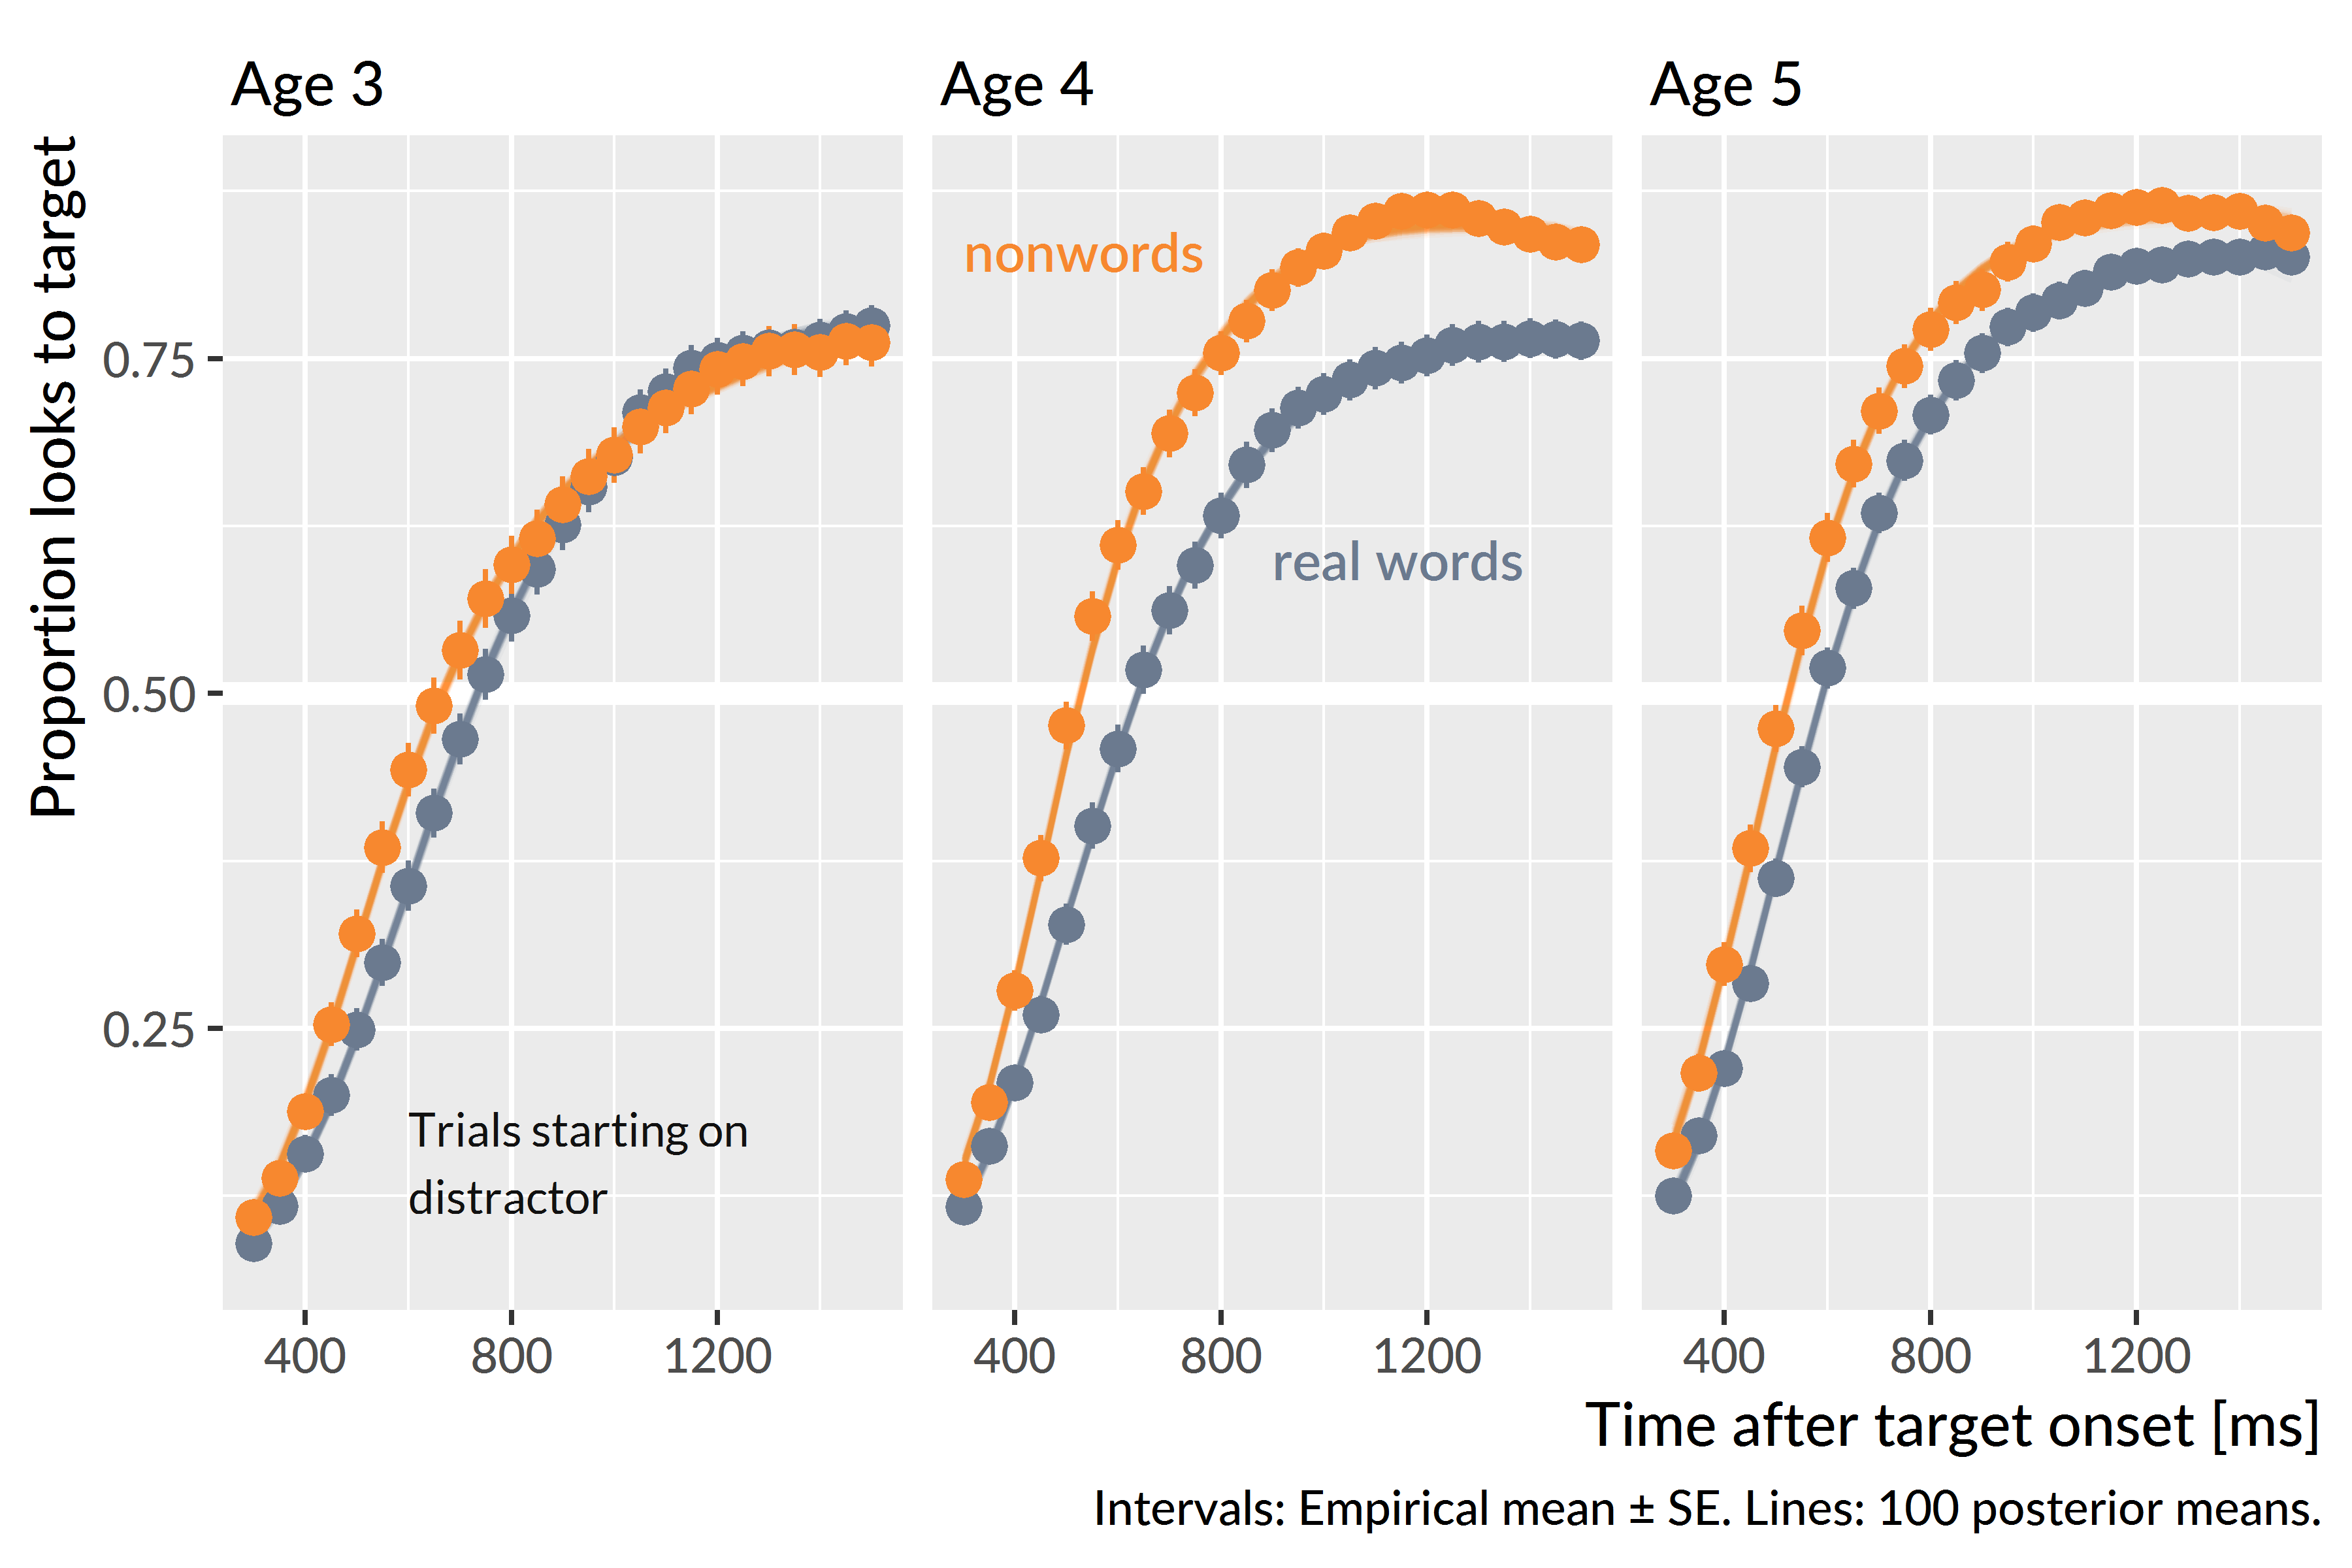 Age 3
Age 4
Age 5
Proportion looks to target
0.75
0.50
0.25
nonwords
real words
Trials starting on
distractor
400 800 1200
400 800 1200
400 800 1200
Time after target onset [ms]
Intervals: Empirical mean ± SE. Lines: 100 posterior means.